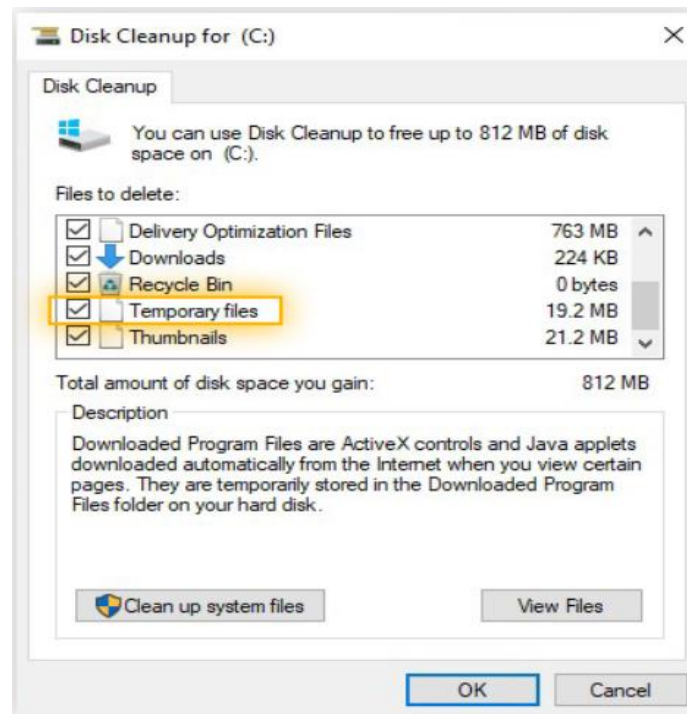 Disk Cleanup for (C:)
Disk Cleanup
You can use Disk Cleanup to free up to 812 MB of disk
space on (C:).
Files to delete:
Delivery Optimization Files 763 MB
Downloads 224 KB
Recycle Bin 0 bytes
Temporary files 19.2 MB
Thumbnails 21.2 MB
Total amount of disk space you gain: 812 MB
Description
Downloaded Program Files are ActiveX controls and Java applets
downloaded automatically from the Internet when you view certain
pages. They are temporarily stored in the Downloaded Program
Files folder on your hard disk.
Clean up system files View Files
OK Cancel